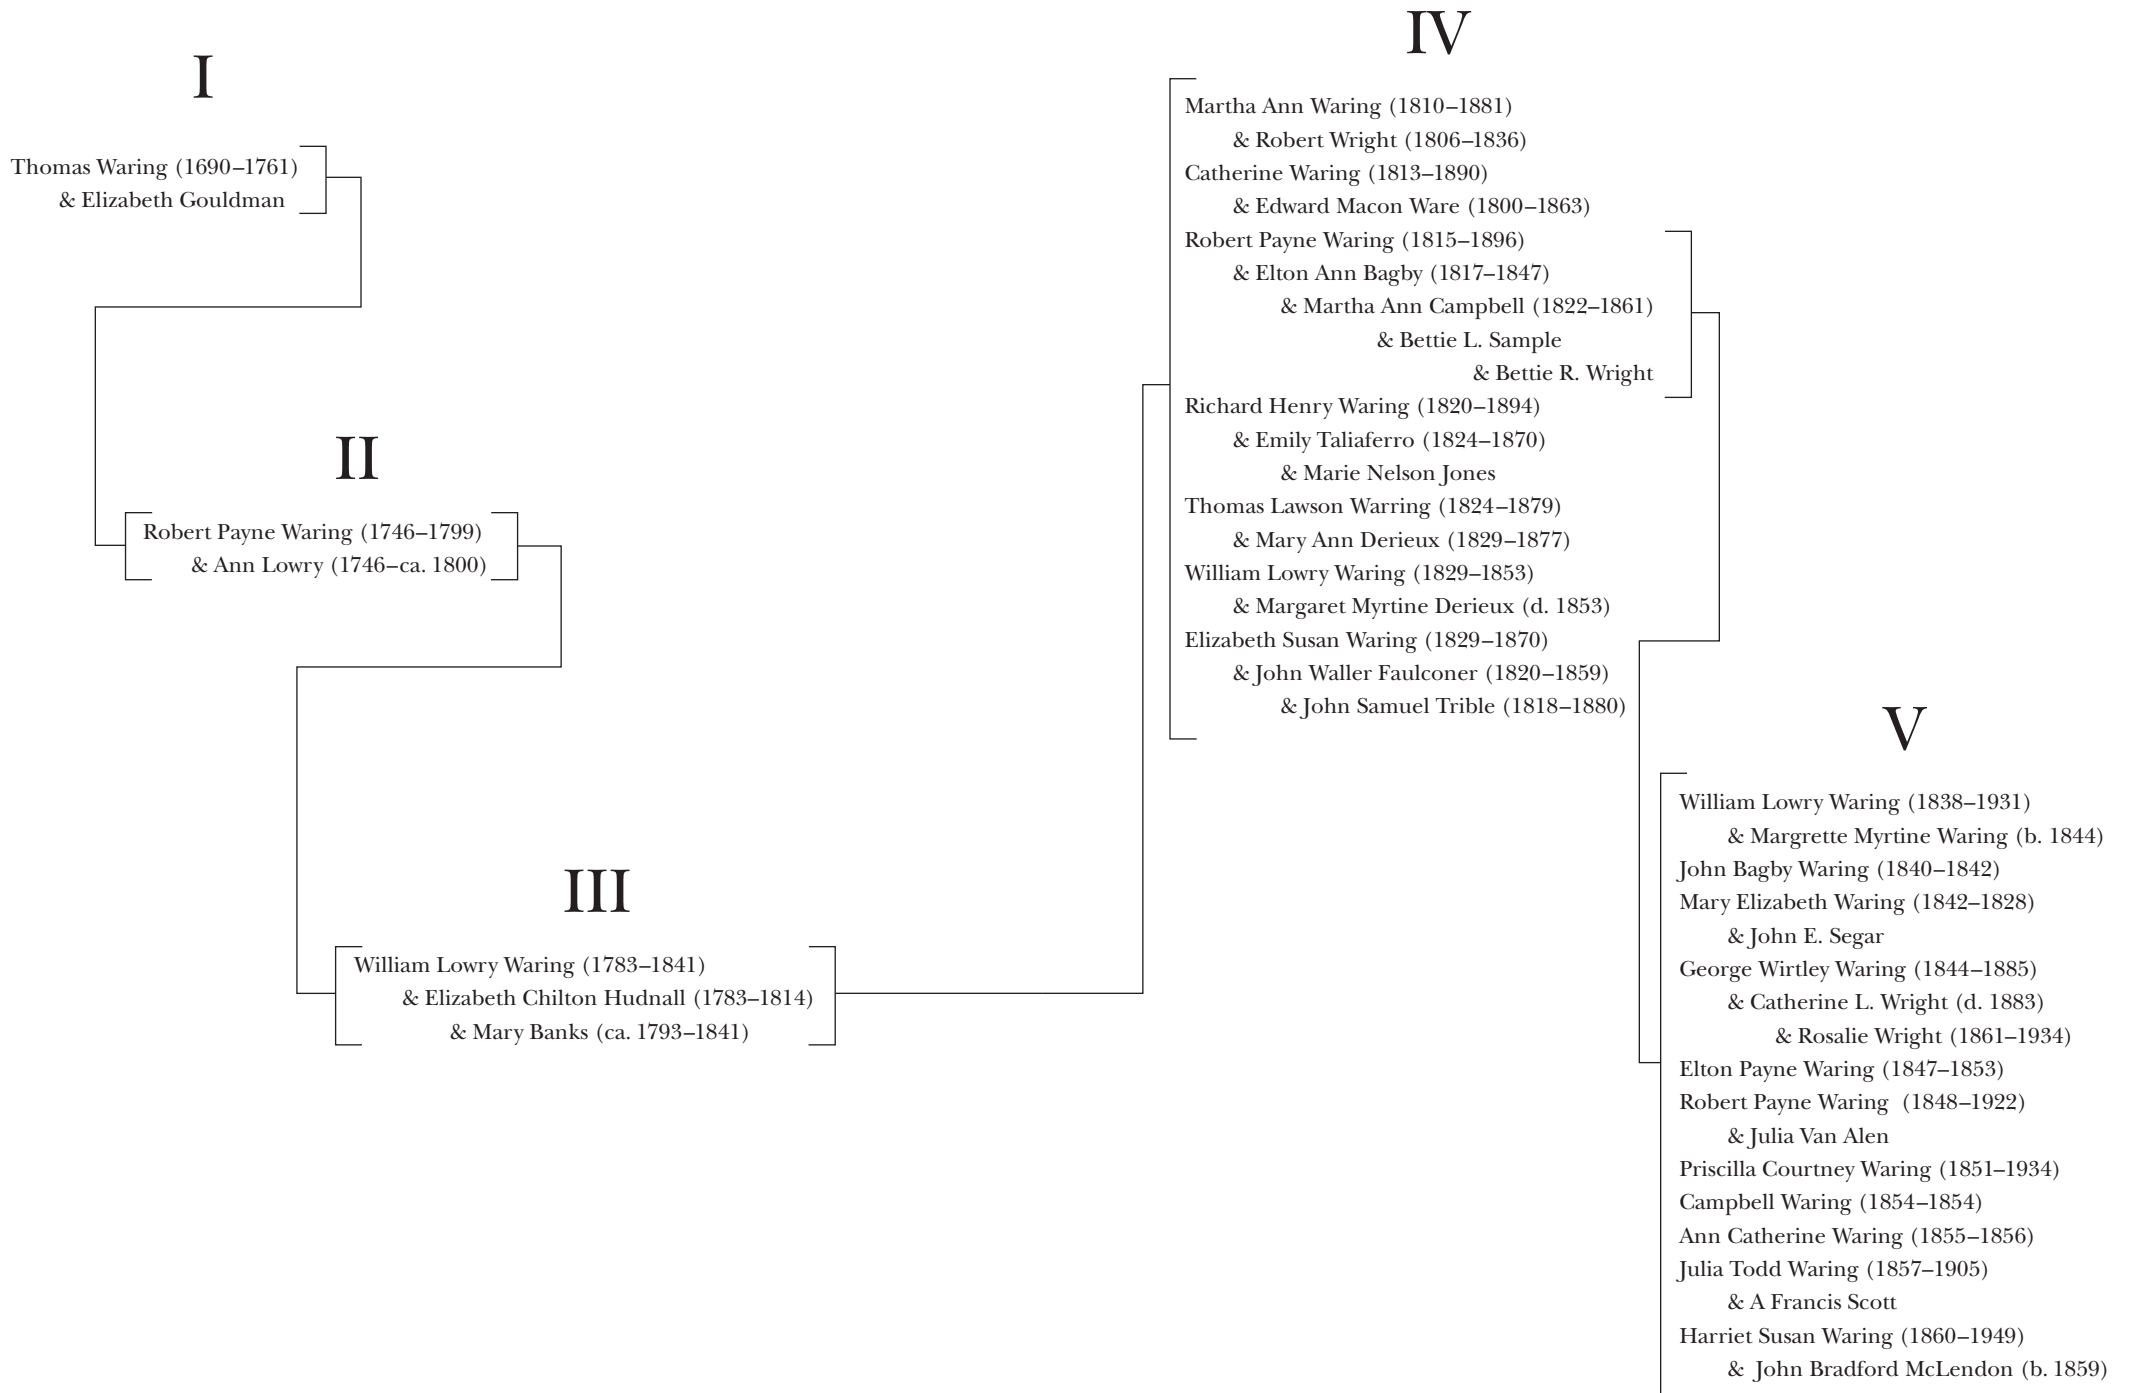 I
Thomas Waring (1690–1761)
& Elizabeth Gouldman
II
Robert Payne Waring (1746–1799)
& Ann Lowry (1746–ca. 1800)
III
William Lowry Waring (1783–1841)
& Elizabeth Chilton Hudnall (1783–1814)
& Mary Banks (ca. 1793–1841)
IV
Martha Ann Waring (1810–1881)
& Robert Wright (1806–1836)
Catherine Waring (1813–1890)
& Edward Macon Ware (1800–1863)
Robert Payne Waring (1815–1896)
& Elton Ann Bagby (1817–1847)
& Martha Ann Campbell (1822–1861)
& Bettie L. Sample
& Bettie R. Wright
Richard Henry Waring (1820–1894)
& Emily Taliaferro (1824–1870)
& Marie Nelson Jones
Thomas Lawson Warring (1824–1879)
& Mary Ann Derieux (1829–1877)
William Lowry Waring (1829–1853)
& Margaret Myrtine Derieux (d. 1853)
Elizabeth Susan Waring (1829–1870)
& John Waller Faulconer (1820–1859)
& John Samuel Trible (1818–1880)
V
William Lowry Waring (1838–1931)
& Margrette Myrtine Waring (b. 1844)
John Bagby Waring (1840–1842)
Mary Elizabeth Waring (1842–1828)
& John E. Segar
George Wirtley Waring (1844–1885)
& Catherine L. Wright (d. 1883)
& Rosalie Wright (1861–1934)
Elton Payne Waring (1847–1853)
Robert Payne Waring (1848–1922)
& Julia Van Alen
Priscilla Courtney Waring (1851–1934)
Campbell Waring (1854–1854)
Ann Catherine Waring (1855–1856)
Julia Todd Waring (1857–1905)
& A Francis Scott
Harriet Susan Waring (1860–1949)
& John Bradford McLendon (b. 1859)